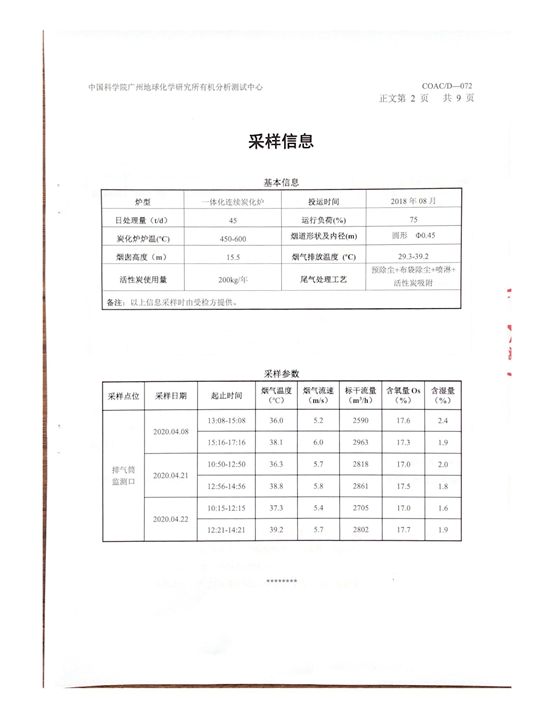 中国科学院广州地球化学研究所有机分析测试中心 COAC/D—072
正文第 2 页 共 9 页
采样信息
基本信息
炉型 一体化连续炭化炉 投运时间 2018 年 08 月
日处理量（t/d） 45 运行负荷(%) 75
炭化炉炉温(℃) 450-600 烟道形状及内径(m) 圆形 Φ0.45
烟囱高度（m） 15.5 烟气排放温度 (℃) 29.3-39.2
活性炭使用量 200kg/年 尾气处理工艺 预除尘+布袋除尘+喷淋+
活性炭吸附
备注：以上信息采样时由受检方提供。
采样参数
采样点位 采样日期 起止时间 烟气温度 烟气流速 标干流量 含氧量 Os 含湿量
（℃） （m/s） （m³/h） （%） （%）
排气筒
监测口
2020.04.08 13:08-15:08 36.0 5.2 2590 17.6 2.4
15:16-17:16 38.1 6.0 2963 17.3 1.9
2020.04.21 10:50-12:50 36.3 5.7 2818 17.0 2.0
12:56-14:56 38.8 5.8 2861 17.5 1.8
2020.04.22 10:15-12:15 37.3 5.4 2705 17.0 1.6
12:21-14:21 39.2 5.7 2802 17.7 1.9
********